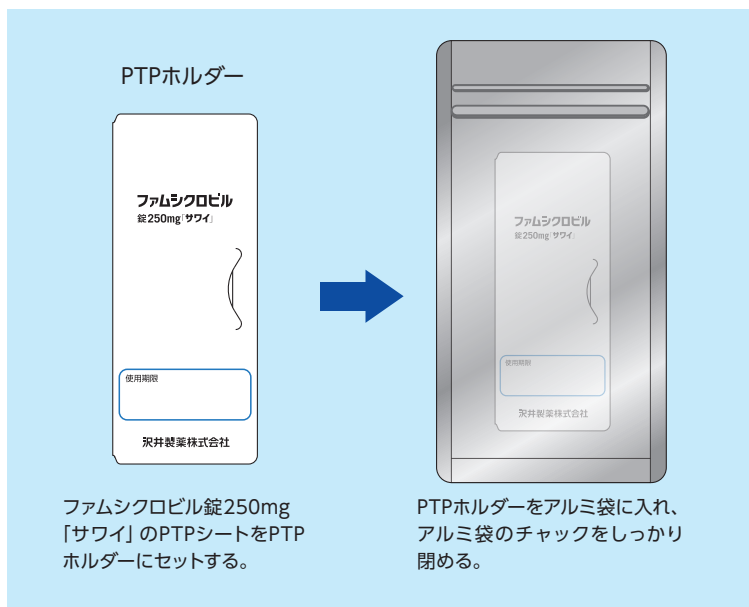 PTPホルダー
ファムシクロビル
錠250mg「サワイ」
使用期限
沢井製薬株式会社
ファムシクロビル錠250mg
「サワイ」のPTPシートをPTP
ホルダーにセットする。
ファムシクロビル
錠250mg「サワイ」
使用期限
沢井製薬株式会社
PTPホルダーをアルミ袋に入れ、
アルミ袋のチャックをしっかり
閉める。